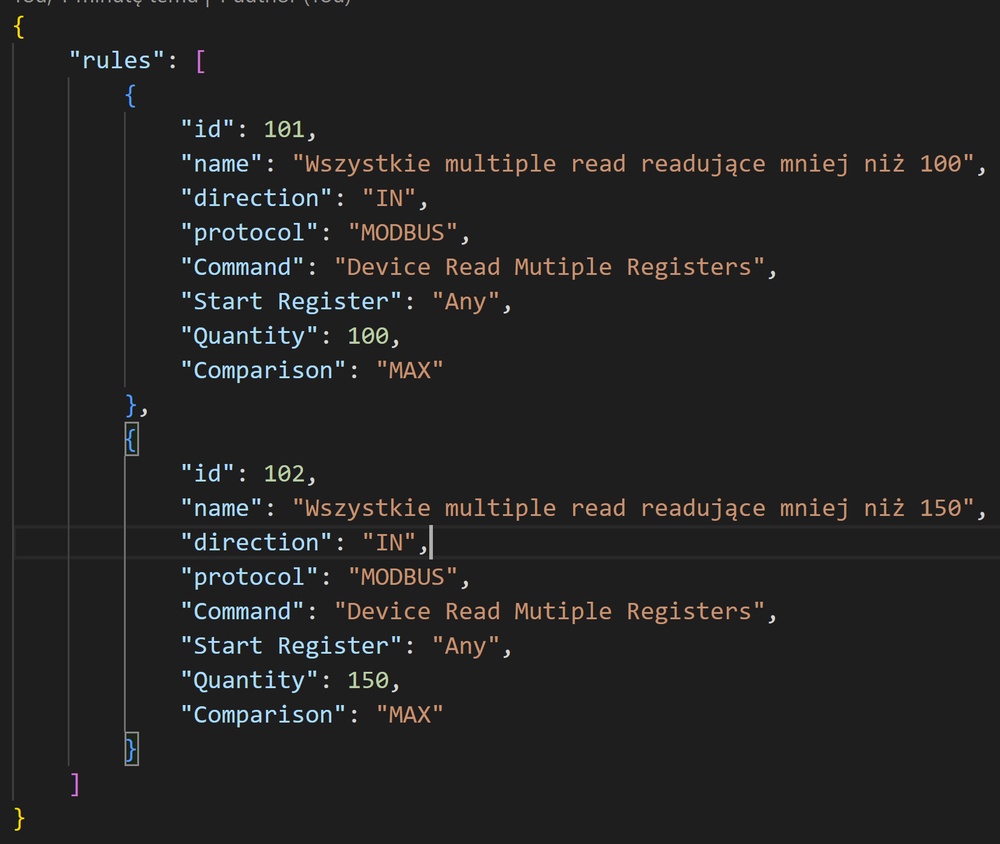 {
"rules": [
{
"id": 101,
"name": "Wszystkie multiple read readujące mniej niż 100",
"direction": "IN",
"protocol": "MODBUS",
"Command": "Device Read Mutiple Registers",
"Start Register": "Any",
"Quantity": 100,
"Comparison": "MAX"
},
{
"id": 102,
"name": "Wszystkie multiple read readujące mniej niż 150",
"direction": "IN",
"protocol": "MODBUS",
"Command": "Device Read Mutiple Registers",
"Start Register": "Any",
"Quantity": 150,
"Comparison": "MAX"
}
]
}